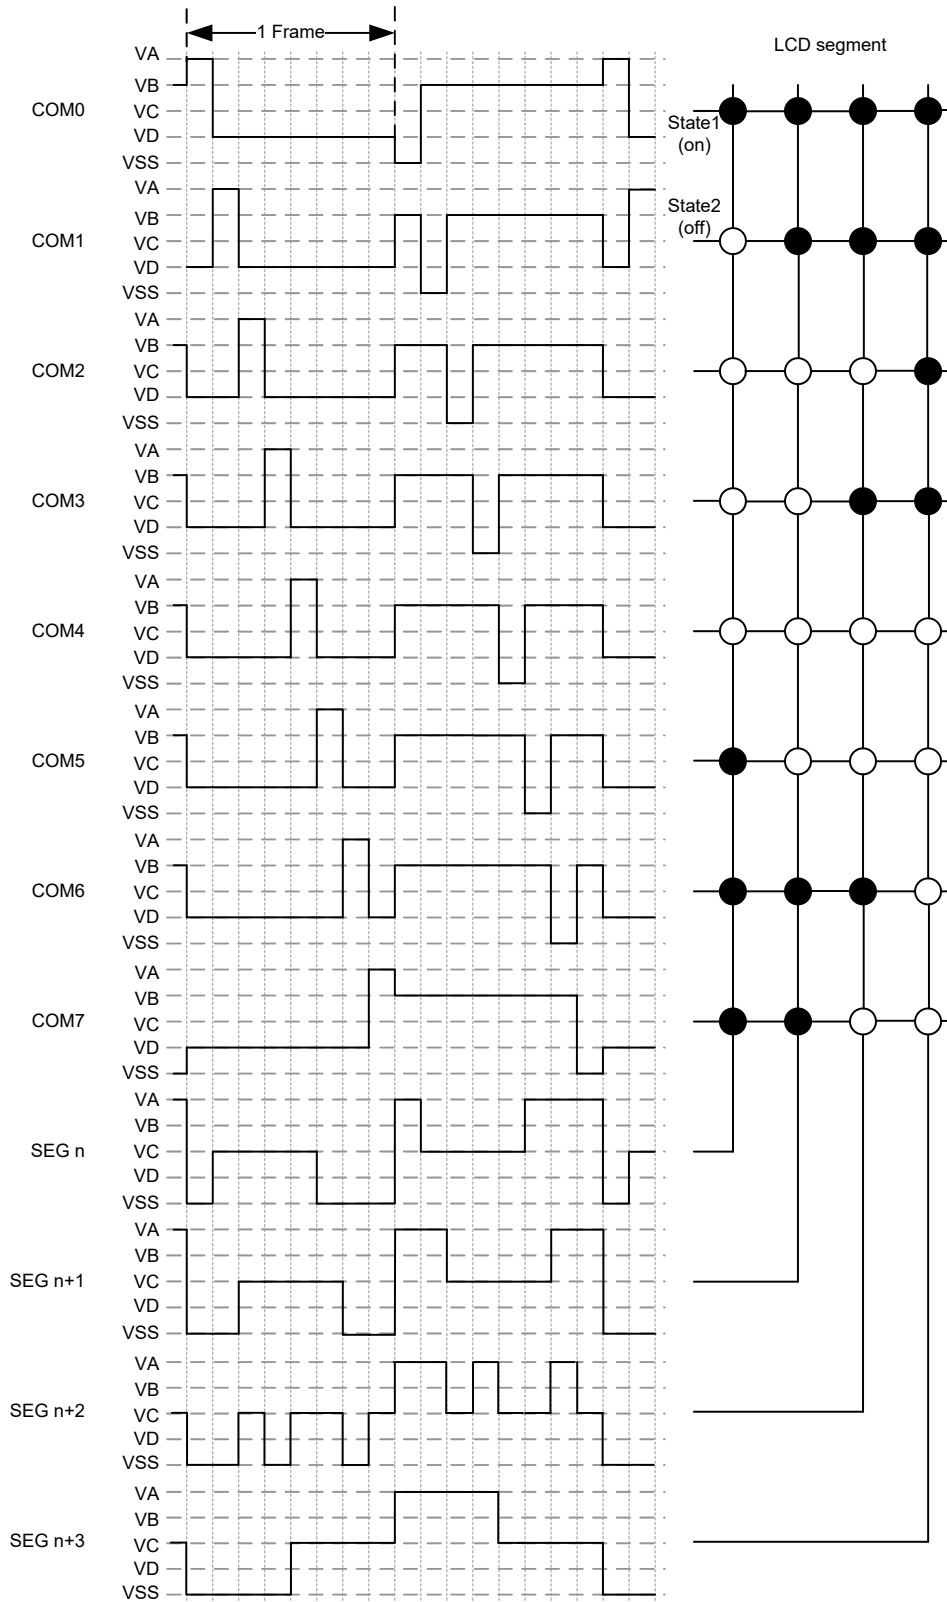 1 Frame
LCD segment
COM0
VA
VB
VC
VD
VSS
State1
(on)
COM1
VA
VB
VC
VD
VSS
State2
(off)
COM2
VA
VB
VC
VD
VSS
COM3
VA
VB
VC
VD
VSS
COM4
VA
VB
VC
VD
VSS
COM5
VA
VB
VC
VD
VSS
COM6
VA
VB
VC
VD
VSS
COM7
VA
VB
VC
VD
VSS
SEG n
VA
VB
VC
VD
VSS
SEG n+1
VA
VB
VC
VD
VSS
SEG n+2
VA
VB
VC
VD
VSS
SEG n+3
VA
VB
VC
VD
VSS